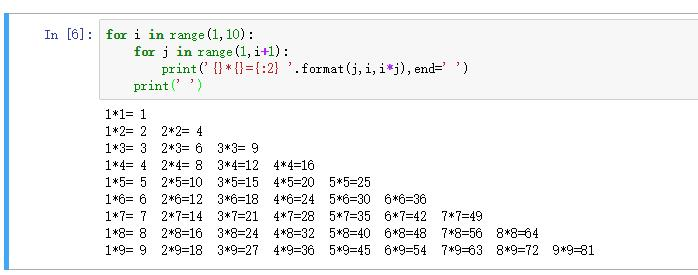 In [6]: for i in range(1,10):
    for j in range(1,i+1):
        print('{}*{}={:2} '.format(j,i,i*j),end=' ')
    print(' ')
1*1= 1
1*2= 2  2*2= 4
1*3= 3  2*3= 6  3*3= 9
1*4= 4  2*4= 8  3*4=12  4*4=16
1*5= 5  2*5=10  3*5=15  4*5=20  5*5=25
1*6= 6  2*6=12  3*6=18  4*6=24  5*6=30  6*6=36
1*7= 7  2*7=14  3*7=21  4*7=28  5*7=35  6*7=42  7*7=49
1*8= 8  2*8=16  3*8=24  4*8=32  5*8=40  6*8=48  7*8=56  8*8=64
1*9= 9  2*9=18  3*9=27  4*9=36  5*9=45  6*9=54  7*9=63  8*9=72  9*9=81